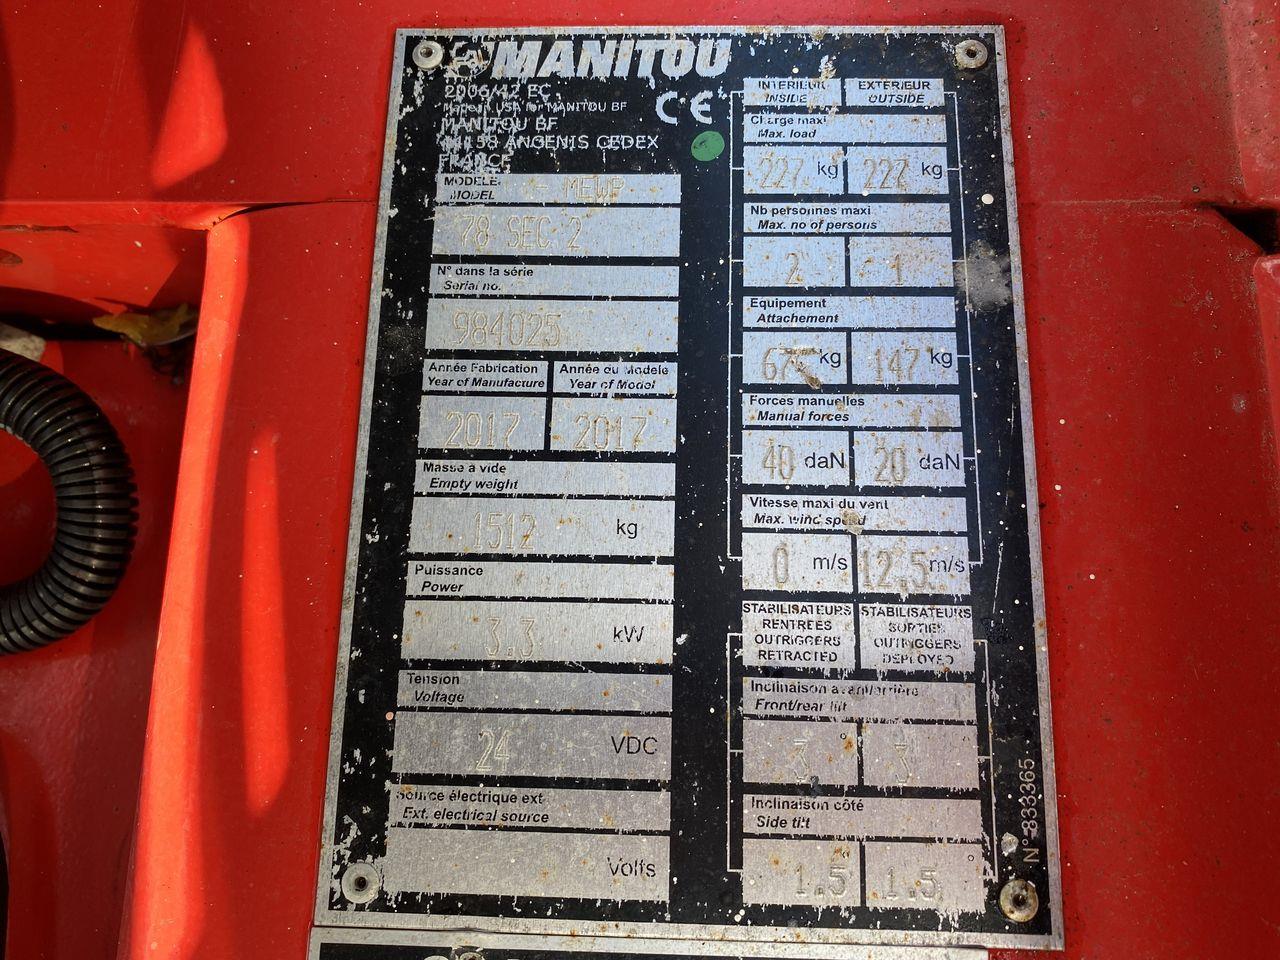 MANITOU
2006/42 EC
Made in USA for MANITOU BF
MANITOU BF
44158 ANCENIS CEDEX
FRANCE
CE
MODELE - MEWP
MODEL
78 SEC 2
N° dans la série
Serial no.
984025
Année Fabrication Année du Modele
Year of Manufacture Year of Model
2017 2017
Masse à vide
Empty weight
1512 kg
Puissance
Power
3.3 kW
Tension
Voltage
24 VDC
Source électrique ext
Ext. electrical source
Volts
INTERIEUR EXTERIEUR
INSIDE OUTSIDE
Charge maxi
Max. load
227 kg 227 kg
Nb personnes maxi
Max. no of persons
2 1
Equipement
Attachement
67 kg 147 kg
Forces manuelles
Manual forces
40 daN 20 daN
Vitesse maxi du vent
Max. wind speed
0 m/s 12.5 m/s
STABILISATEURS STABILISATEURS
RENTREES SORTIES
OUTRIGGERS OUTRIGGERS
RETRACTED DEPLOYED
Inclinaison avant/arrière
Front/rear tilt
3° 3°
Inclinaison côté
Side tilt
1.5° 1.5°
N° 833365